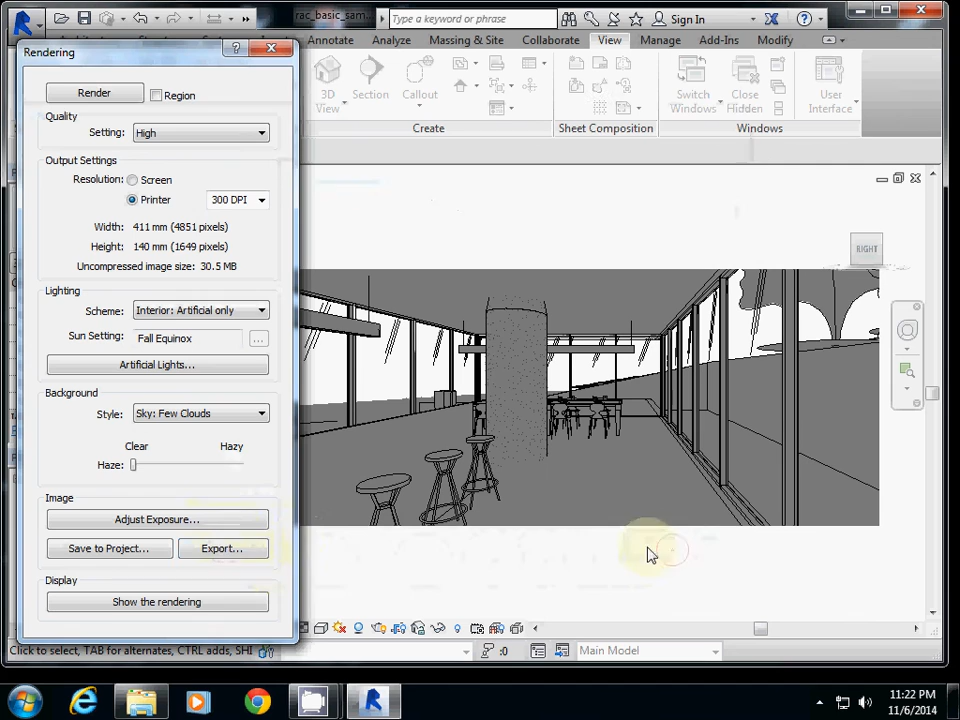 rac_basic_sam...
Type a keyword or phrase
Sign In
Rendering
Annotate Analyze Massing & Site Collaborate View Manage Add-Ins Modify
Render
Region
Quality
Setting: High
Output Settings
Resolution: Screen
Printer 300 DPI
Width: 411 mm (4851 pixels)
Height: 140 mm (1649 pixels)
Uncompressed image size: 30.5 MB
Lighting
Scheme: Interior: Artificial only
Sun Setting: Fall Equinox
...
Artificial Lights...
Background
Style: Sky: Few Clouds
Clear Hazy
Haze:
Image
Adjust Exposure...
Save to Project... Export...
Display
Show the rendering
3D
View
Section
Callout
Create
Sheet Composition
Switch
Windows
Close
Hidden
Windows
User
Interface
RIGHT
Click to select, TAB for alternates, CTRL adds, SHI
:0
Main Model
11:22 PM
11/6/2014